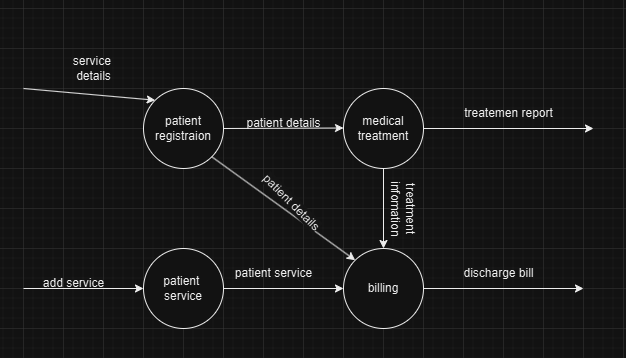 service
details
patient
registraion
patient details
medical
treatment
treatemen report
patient details
treatment
infomation
add service
patient
service
patient service
billing
discharge bill